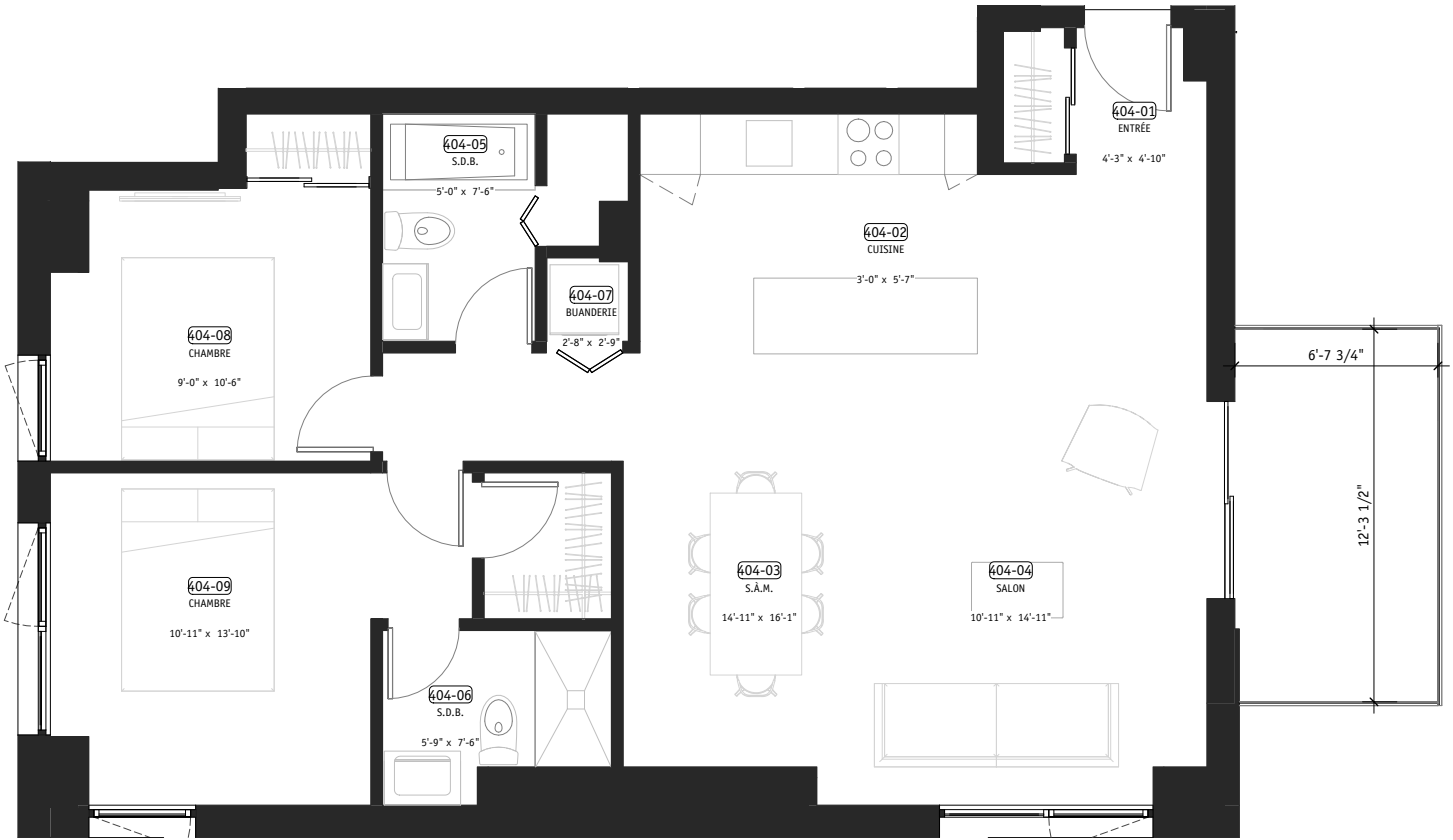 404-01
ENTRÉE
4'-3" x 4'-10"
404-05
S.D.B.
5'-0" x 7'-6"
404-02
CUISINE
3'-0" x 5'-7"
404-07
BUANDERIE
2'-8" x 2'-9"
404-08
CHAMBRE
9'-0" x 10'-6"
6'-7 3/4"
12'-3 1/2"
404-09
CHAMBRE
10'-11" x 13'-10"
404-03
S.À.M.
14'-11" x 16'-1"
404-04
SALON
10'-11" x 14'-11"
404-06
S.D.B.
5'-9" x 7'-6"